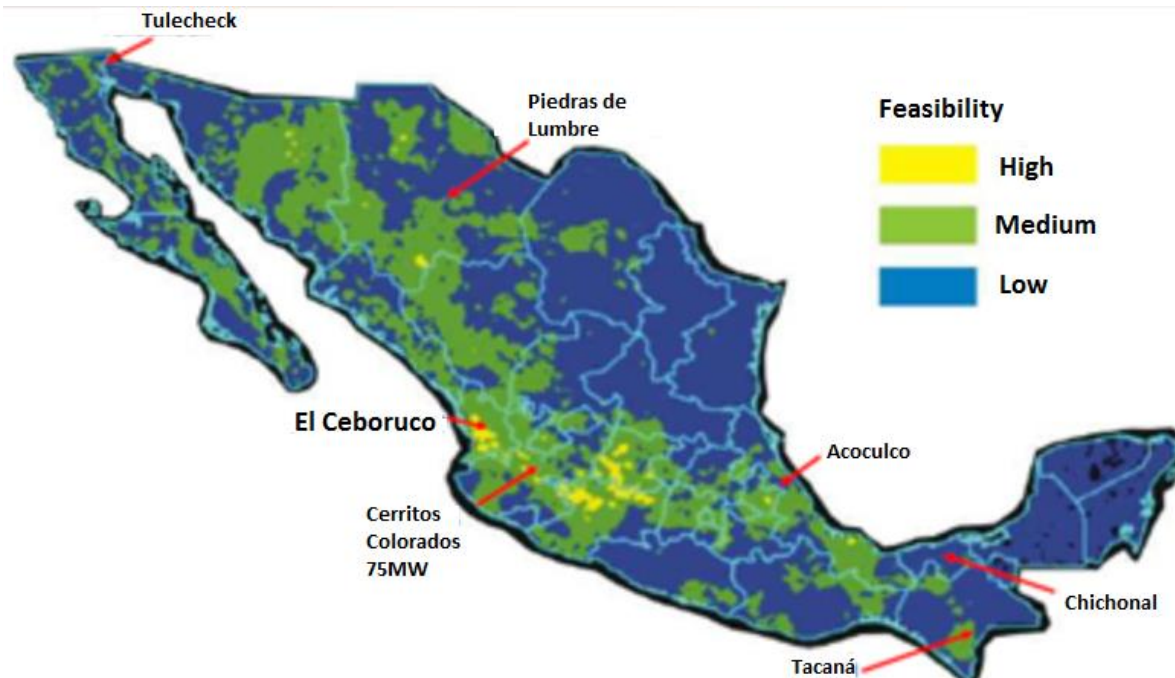 Tulecheck
Piedras de
Lumbre
Feasibility
High
Medium
Low
El Ceboruco
Acoculco
Cerritos
Colorados
75MW
Chichonal
Tacaná